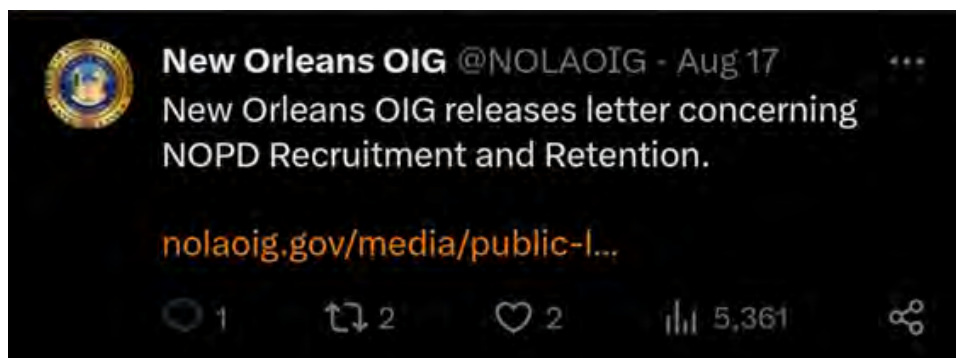 New Orleans OIG @NOLAOIG · Aug 17
New Orleans OIG releases letter concerning
NOPD Recruitment and Retention.
nolaoig.gov/media/public-l...
1 2 2 5,361